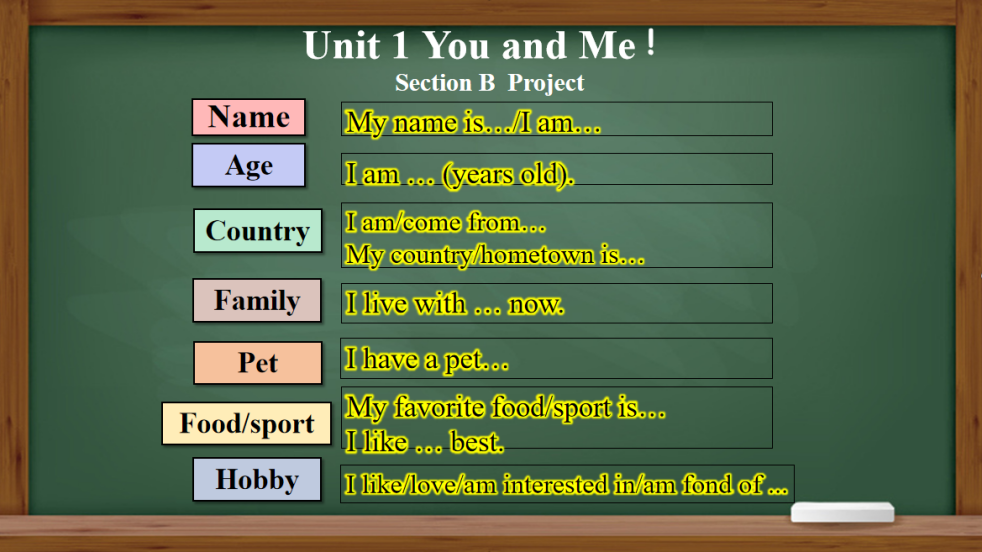 Unit 1 You and Me！
Section B Project
Name
My name is…/I am…
Age
I am … (years old).
Country
I am/come from…
My country/hometown is…
Family
I live with … now.
Pet
I have a pet…
Food/sport
My favorite food/sport is…
I like … best.
Hobby
I like/love/am interested in/am fond of ...